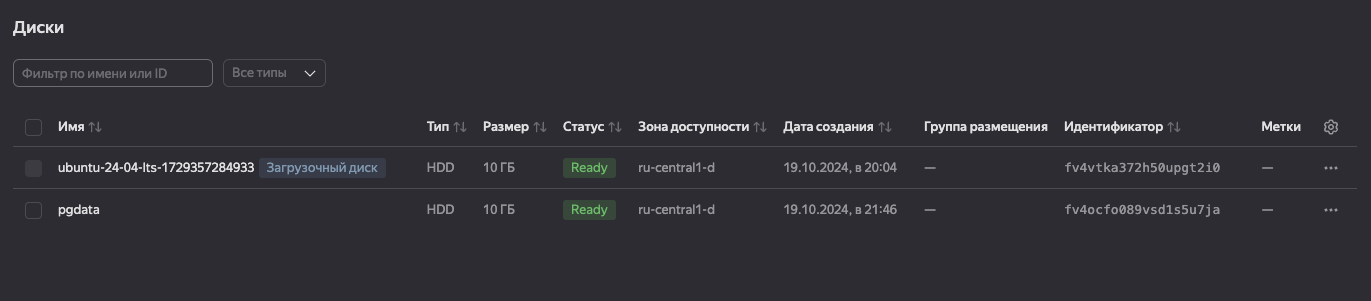 Диски
Фильтр по имени или ID Все типы
Имя Тип Размер Статус Зона доступности Дата создания Группа размещения Идентификатор Метки
ubuntu-24-04-lts-1729357284933 Загрузочный диск HDD 10 ГБ Ready ru-central1-d 19.10.2024, в 20:04 — fv4vtka372h50upgt2i0 —
pgdata HDD 10 ГБ Ready ru-central1-d 19.10.2024, в 21:46 — fv4ocfo089vsd1s5u7ja —